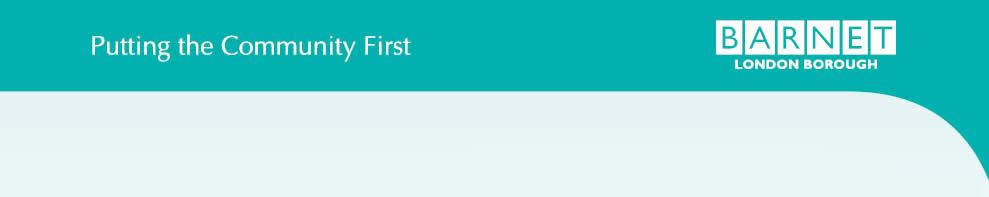 Putting the Community First
BARNET
LONDON BOROUGH